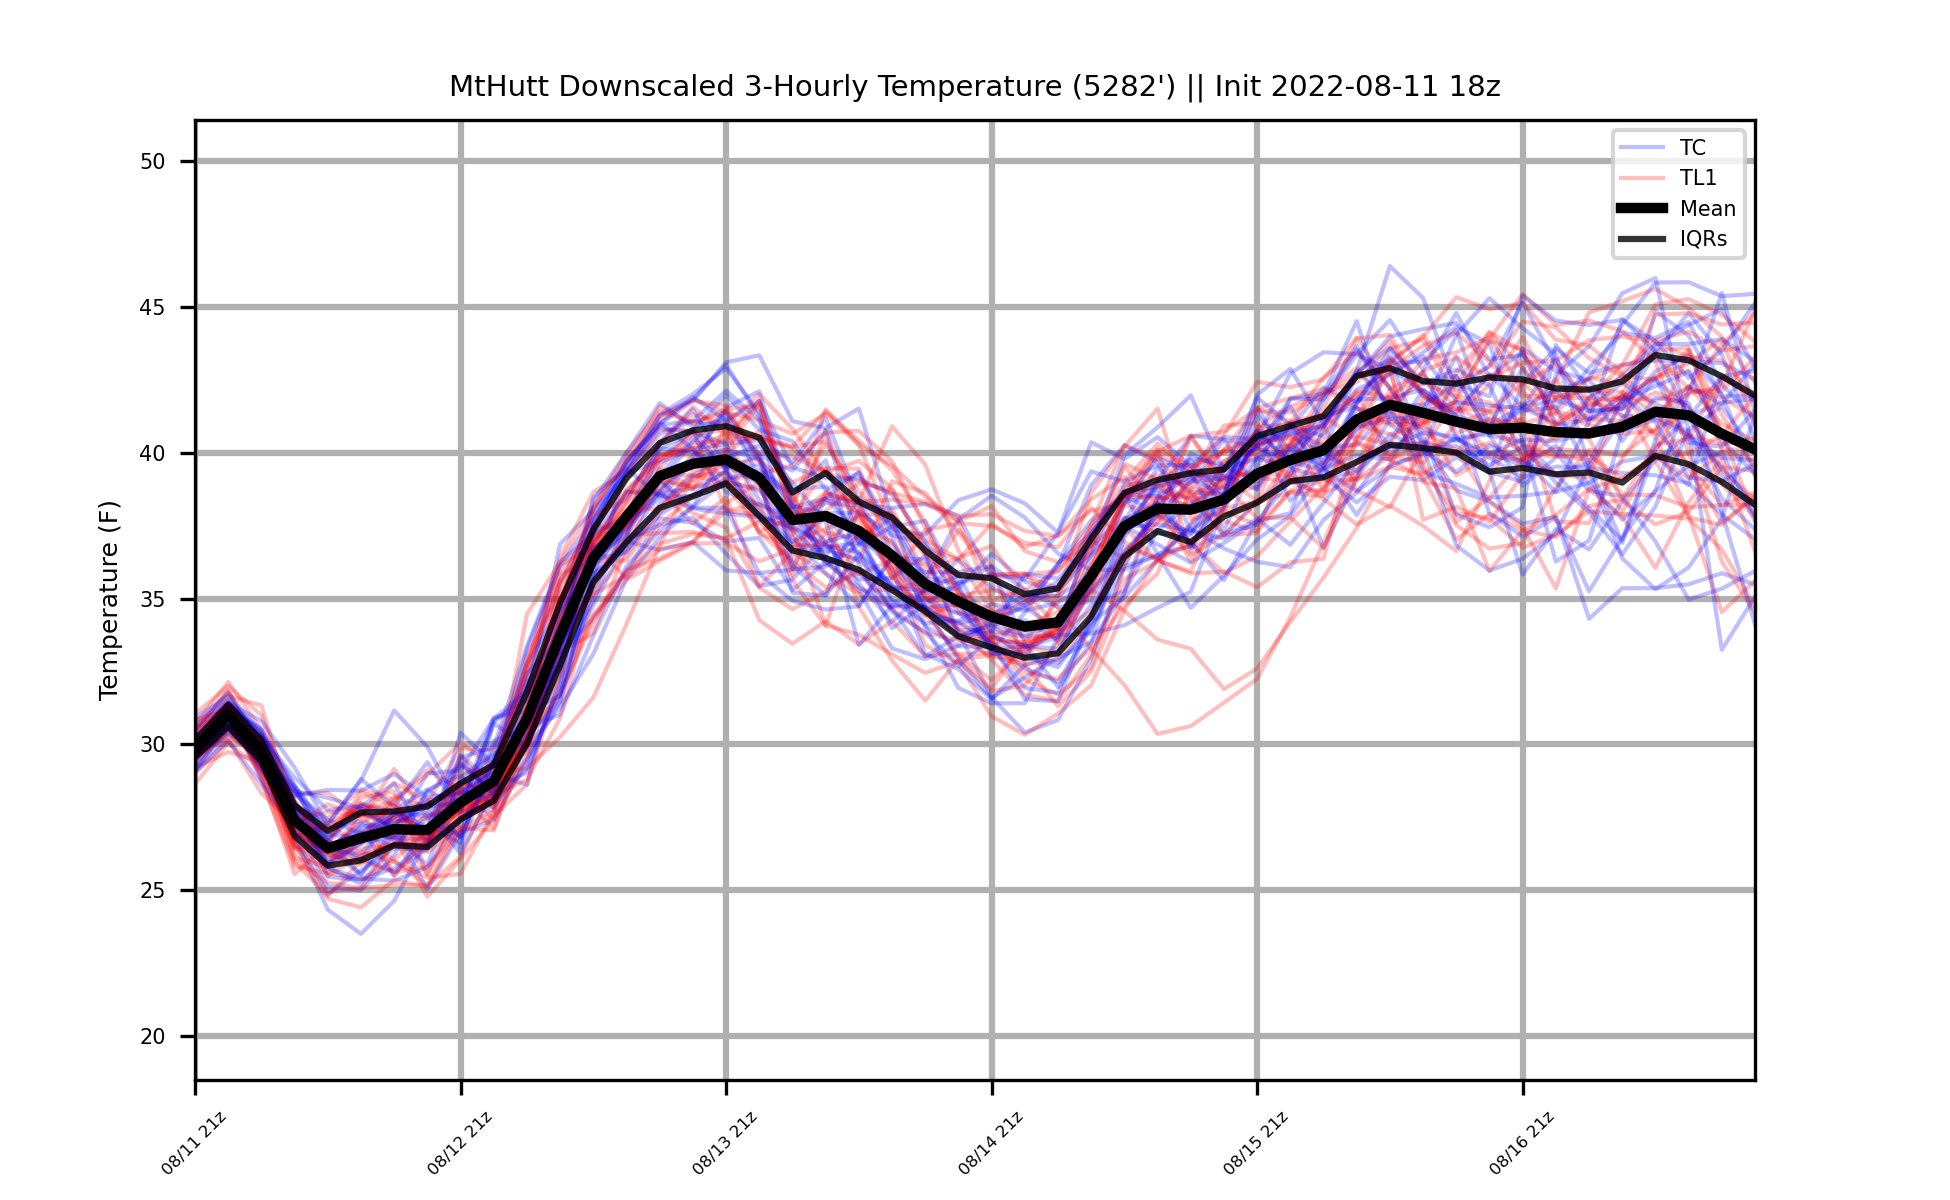 MtHutt Downscaled 3-Hourly Temperature (5282') || Init 2022-08-11 18z
TC
TL1
Mean
IQRs
Temperature (F)
50
45
40
35
30
25
20
08/11 21z
08/12 21z
08/13 21z
08/14 21z
08/15 21z
08/16 21z